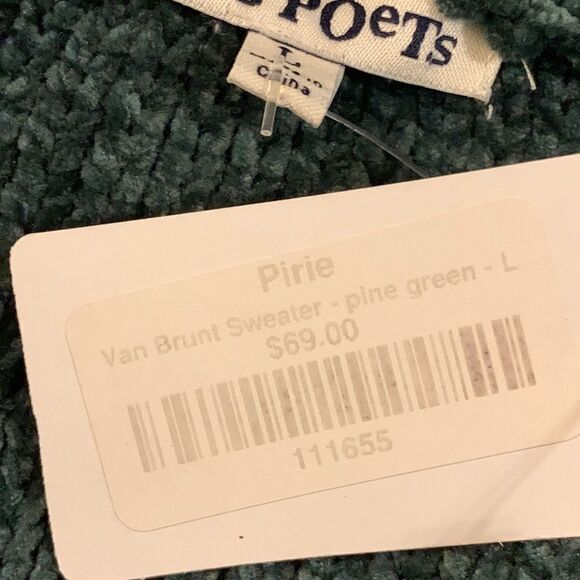 POeTs
L
China
Pirie
Van Brunt Sweater - pine green - L
$69.00
111655